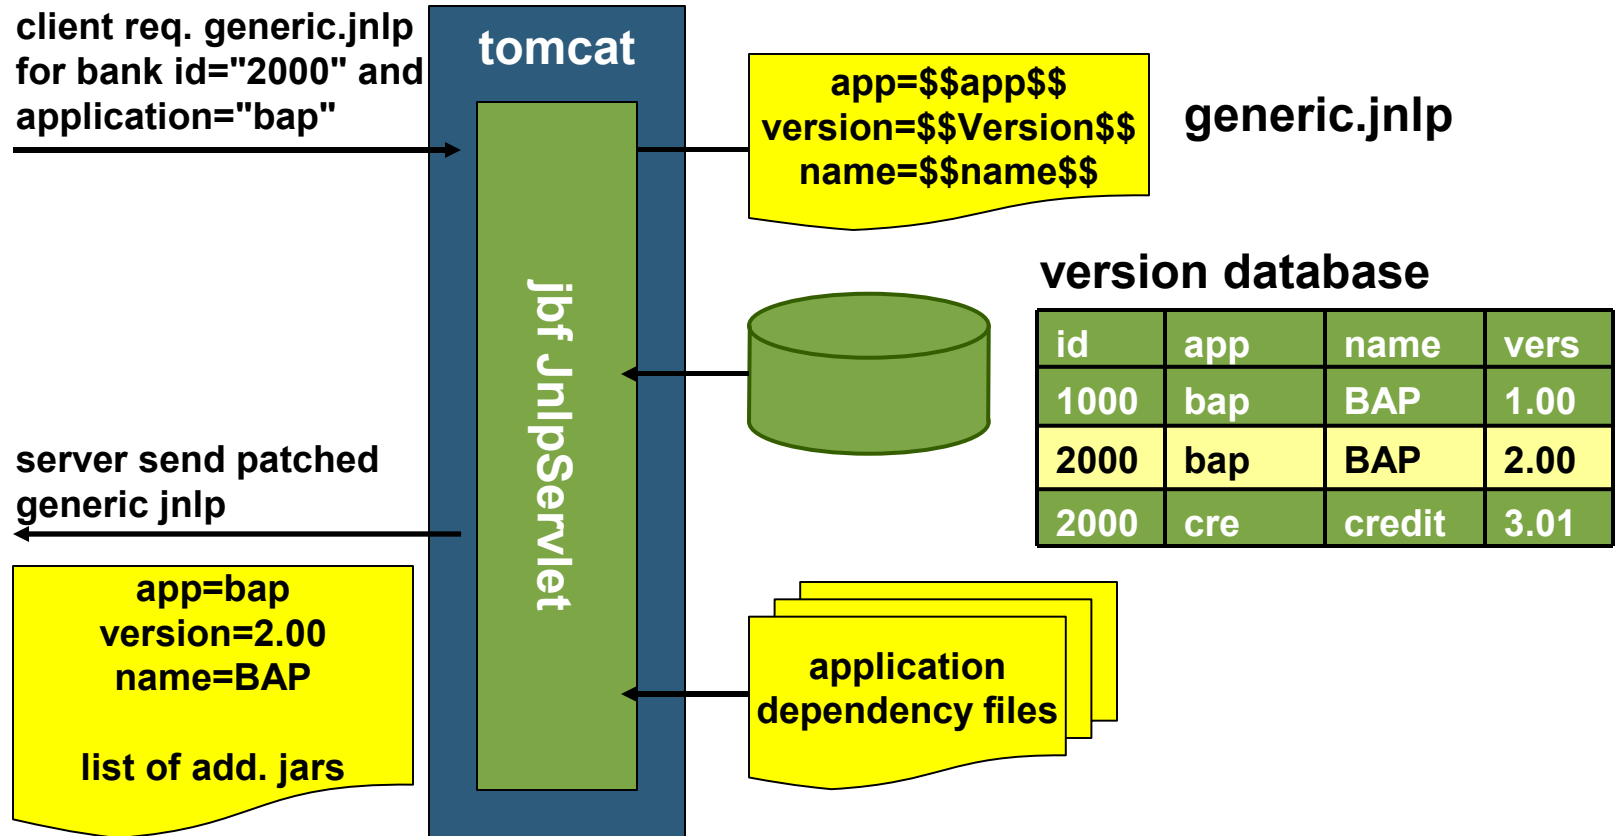 client req. generic.jnlp
for bank id="2000" and
application="bap"
tomcat
app=$$app$$
version=$$Version$$
name=$$name$$
generic.jnlp
jbf JnlpServlet
version database
id app name vers
1000 bap BAP 1.00
2000 bap BAP 2.00
2000 cre credit 3.01
server send patched
generic jnlp
app=bap
version=2.00
name=BAP
list of add. jars
application
dependency files